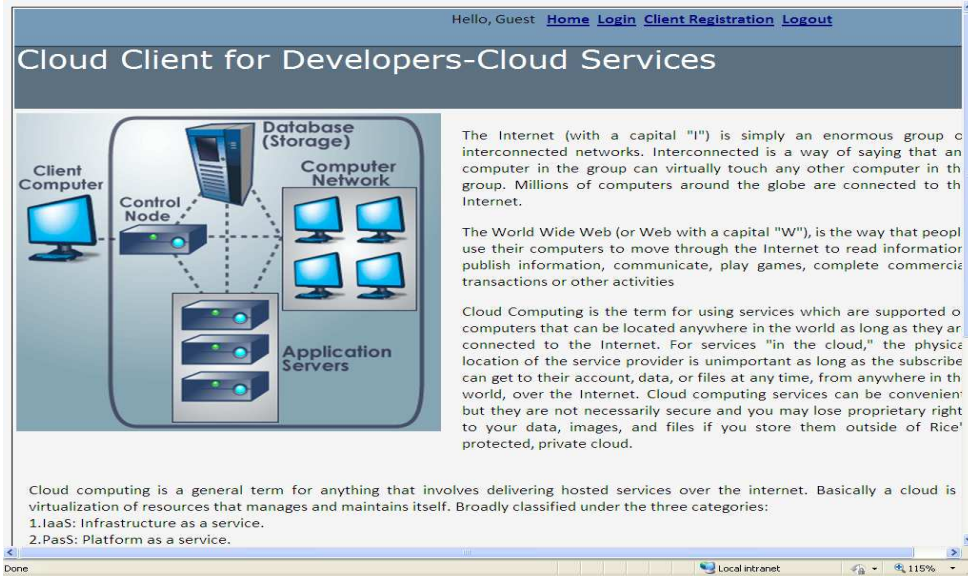 Hello, Guest Home Login Client Registration Logout
Cloud Client for Developers-Cloud Services
Database
(Storage)
Client
Computer
Computer
Network
Control
Node
Application
Servers
The Internet (with a capital "I") is simply an enormous group
interconnected networks. Interconnected is a way of saying that
computer in the group can virtually touch any other computer in
group. Millions of computers around the globe are connected to
Internet.
The World Wide Web (or Web with a capital "W"), is the way that
use their computers to move through the Internet to read information
publish information, communicate, play games, complete
transactions or other activities
Cloud Computing is the term for using services which are supported
computers that can be located anywhere in the world as long as they
connected to the Internet. For services "in the cloud," the
location of the service provider is unimportant as long as the
can get to their account, data, or files at any time, from anywhere in
world, over the Internet. Cloud computing services can be convenient
but they are not necessarily secure and you may lose proprietary
to your data, images, and files if you store them outside of
protected, private cloud.
Cloud computing is a general term for anything that involves delivering hosted services over the internet. Basically a cloud is
virtualization of resources that manages and maintains itself. Broadly classified under the three categories:
1.IaaS: Infrastructure as a service.
2.PasS: Platform as a service.
Done Local intranet 115%